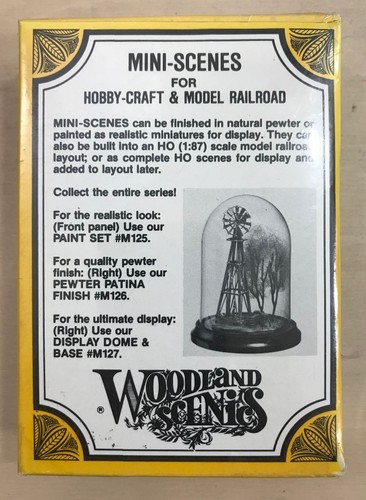 MINI-SCENES
FOR
HOBBY-CRAFT & MODEL RAILROAD
MINI-SCENES can be finished in natural pewter or
painted as realistic miniatures for display. They can
also be built into an HO (1:87) scale model railroad
layout; or as complete HO scenes for display and
added to layout later.
Collect the entire series!
For the realistic look:
(Front panel) Use our
PAINT SET #M125.
For a quality pewter
finish: (Right) Use our
PEWTER PATINA
FINISH #M126.
For the ultimate display:
(Right) Use our
DISPLAY DOME &
BASE #M127.
WOODLAND
® SCENICS